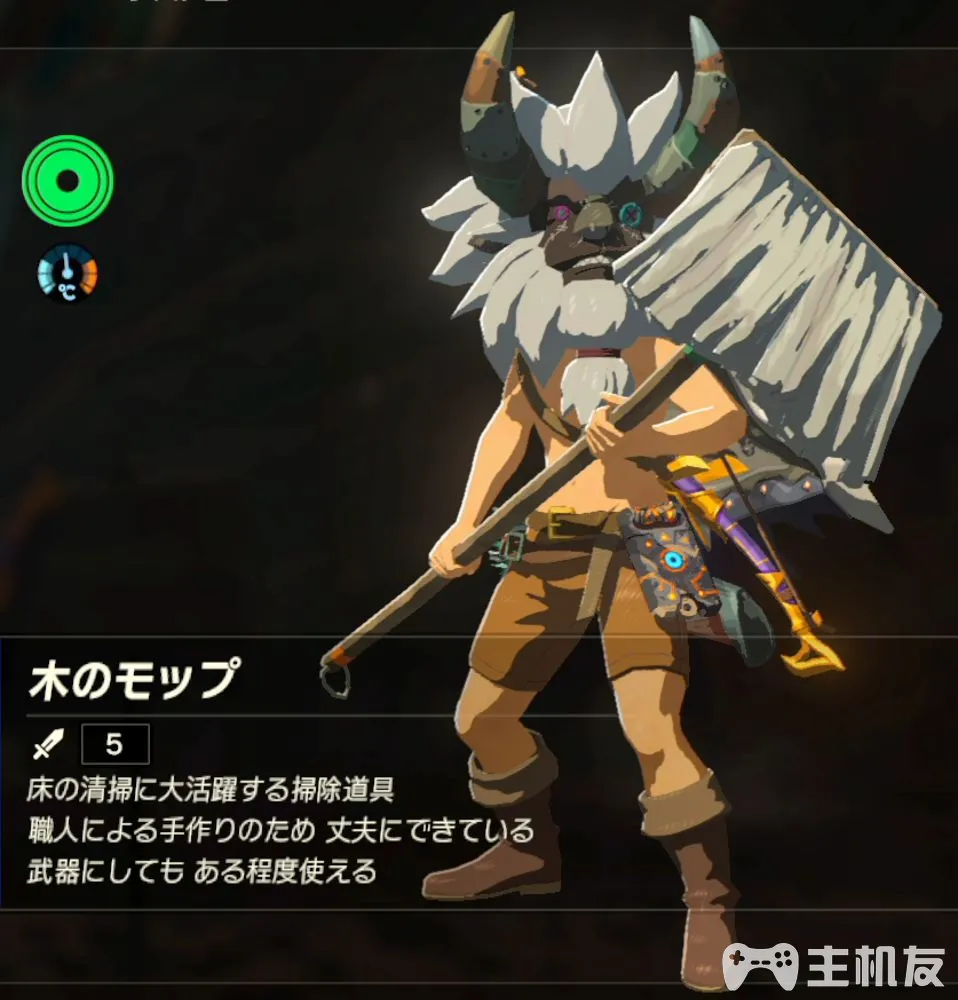 ℃
木のモップ
5
床の清掃に大活躍する掃除道具
職人による手作りのため 丈夫にできている
武器にしても ある程度使える
主机友